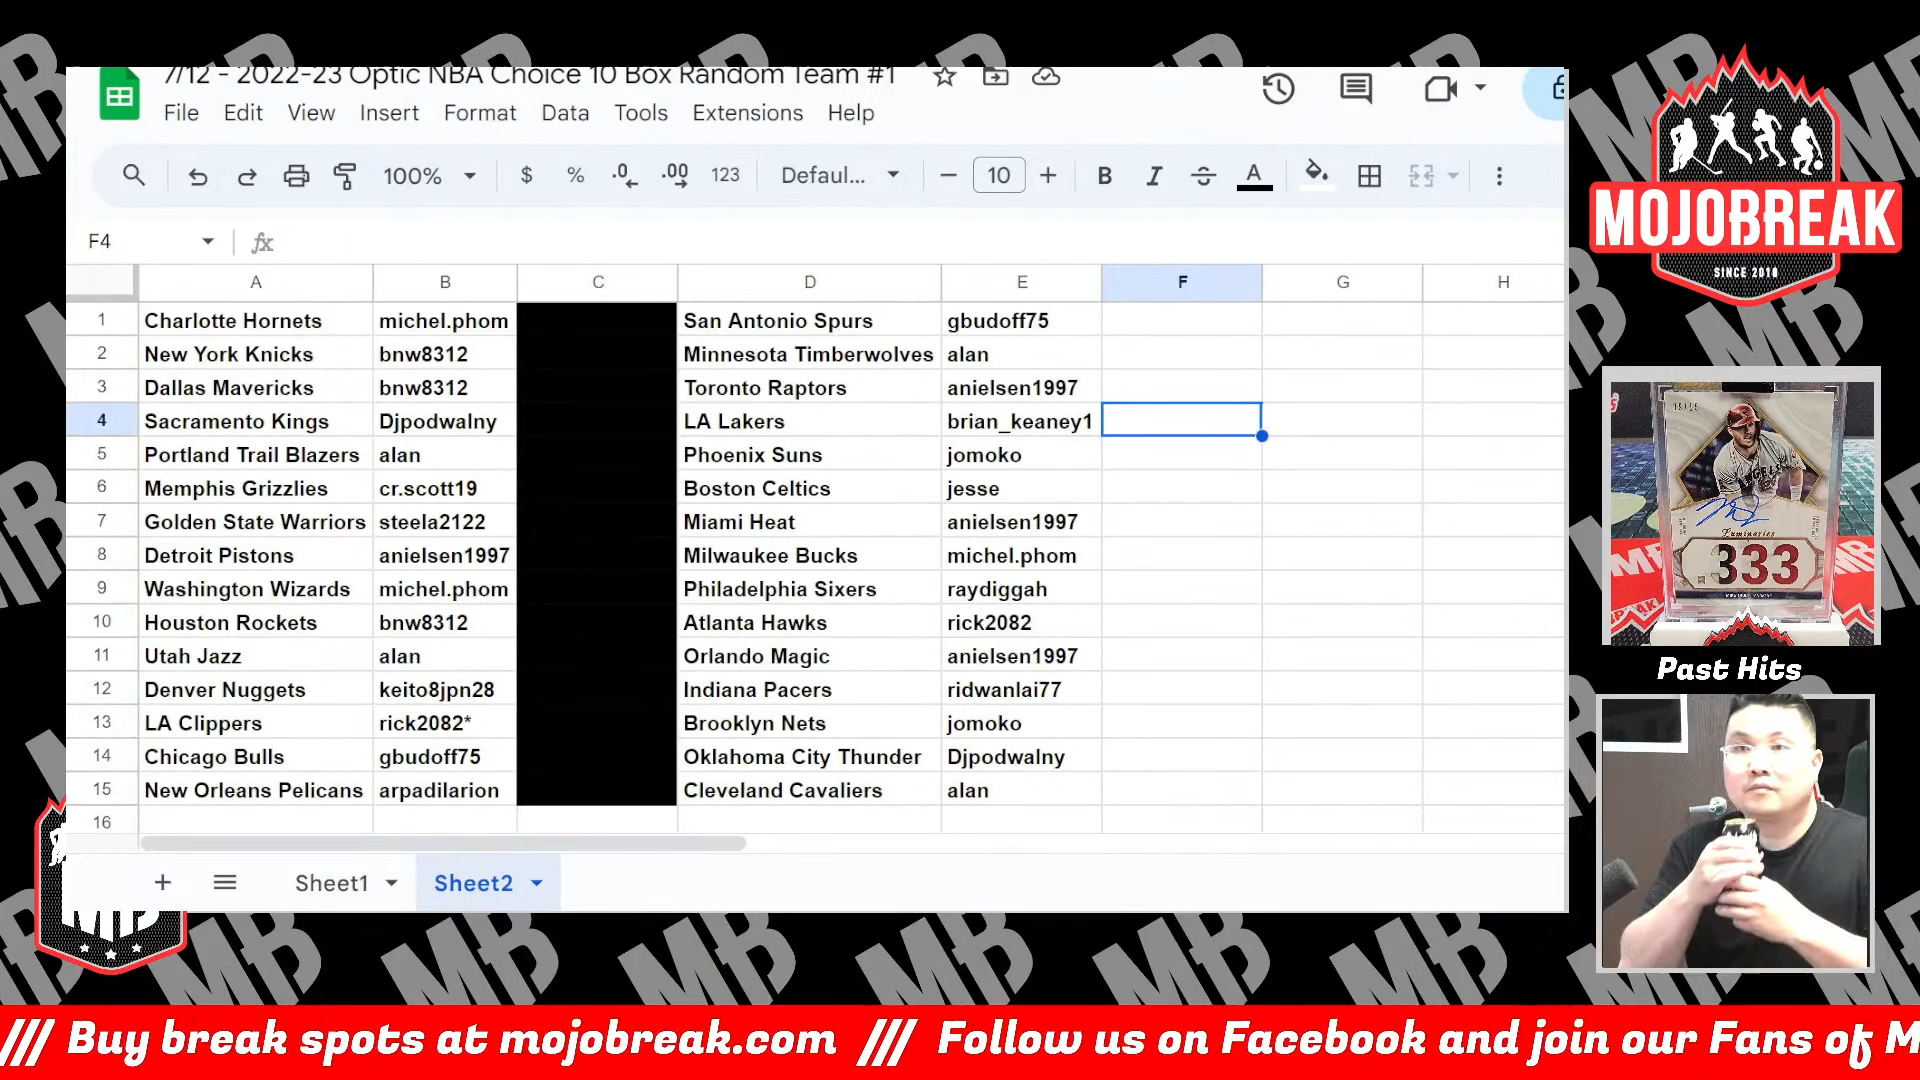 7/12 - 2022-23 Optic NBA Choice 10 Box Random Team #1
File Edit View Insert Format Data Tools Extensions Help
100% $ % .0 .00 123 Defaul... 10 B I A
F4 fx
A B C D E F G H
1 Charlotte Hornets michel.phom San Antonio Spurs gbudoff75
2 New York Knicks bnw8312 Minnesota Timberwolves alan
3 Dallas Mavericks bnw8312 Toronto Raptors anielsen1997
4 Sacramento Kings Djpodwalny LA Lakers brian_keaney1
5 Portland Trail Blazers alan Phoenix Suns jomoko
6 Memphis Grizzlies cr.scott19 Boston Celtics jesse
7 Golden State Warriors steela2122 Miami Heat anielsen1997
8 Detroit Pistons anielsen1997 Milwaukee Bucks michel.phom
9 Washington Wizards michel.phom Philadelphia Sixers raydiggah
10 Houston Rockets bnw8312 Atlanta Hawks rick2082
11 Utah Jazz alan Orlando Magic anielsen1997
12 Denver Nuggets keito8jpn28 Indiana Pacers ridwanlai77
13 LA Clippers rick2082* Brooklyn Nets jomoko
14 Chicago Bulls gbudoff75 Oklahoma City Thunder Djpodwalny
15 New Orleans Pelicans arpadilarion Cleveland Cavaliers alan
16
Sheet1 Sheet2
MOJOBREAK
SINCE 2010
Luminaries
333
Past Hits
MB
/// Buy break spots at mojobreak.com /// Follow us on Facebook and join our Fans of M